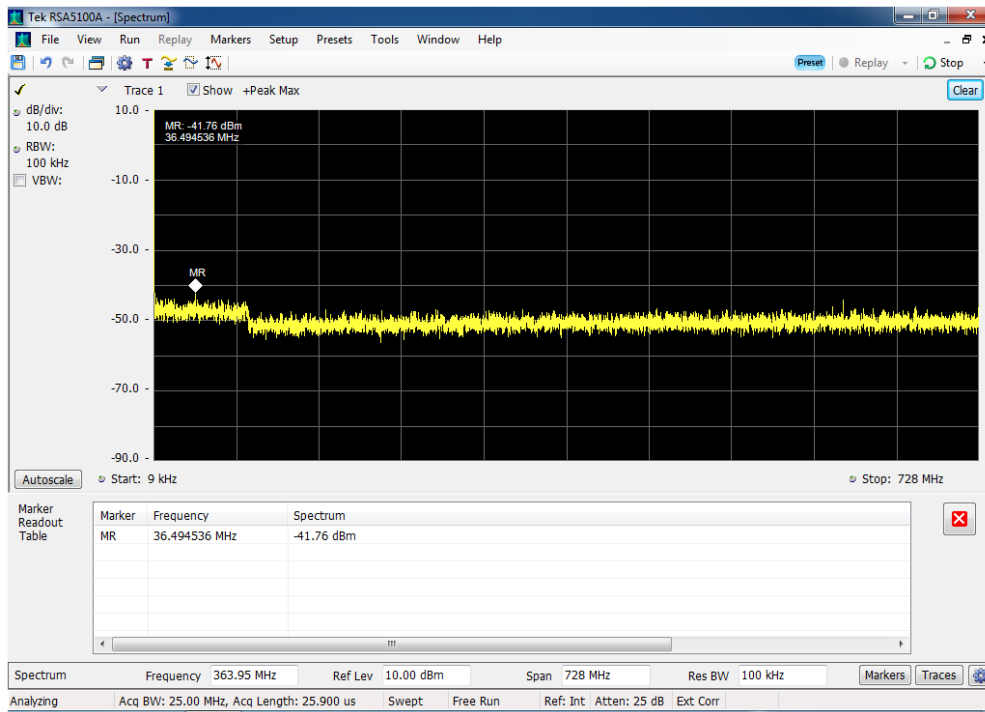 Tek RSA5100A - [Spectrum]
File View Run Replay Markers Setup Presets Tools Window Help
T Preset Replay Stop
Trace 1 Show +Peak Max Clear
dB/div:
10.0 dB
RBW:
100 kHz
VBW:
10.0 -
MR: -41.76 dBm
36.494536 MHz
-10.0 -
-30.0 -
MR
-50.0 -
-70.0 -
-90.0 -
Autoscale Start: 9 kHz Stop: 728 MHz
Marker
Readout
Table
Marker Frequency Spectrum
MR 36.494536 MHz -41.76 dBm
Spectrum Frequency 363.95 MHz Ref Lev 10.00 dBm Span 728 MHz Res BW 100 kHz Markers Traces
Analyzing Acq BW: 25.00 MHz, Acq Length: 25.900 us Swept Free Run Ref: Int Atten: 25 dB Ext Corr